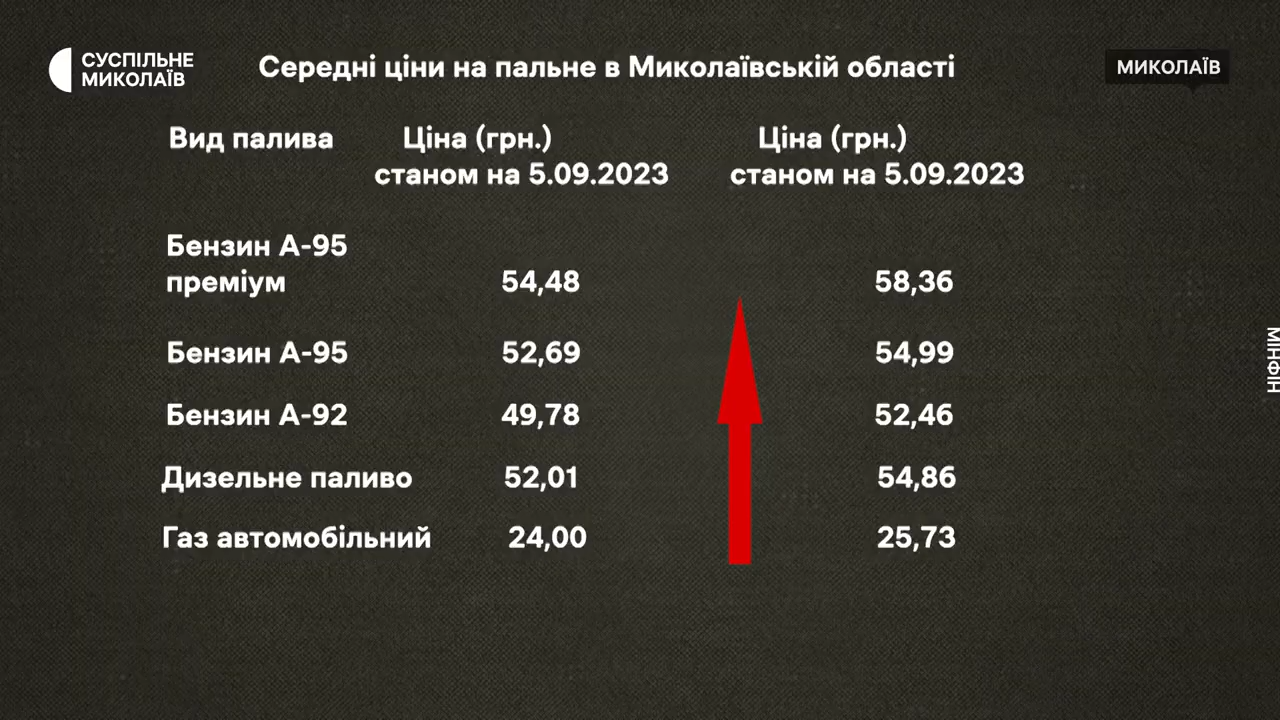 СУСПІЛЬНЕ
МИКОЛАЇВ
Середні ціни на пальне в Миколаївській області
МИКОЛАЇВ
Вид палива Ціна (грн.) Ціна (грн.)
станом на 5.09.2023 станом на 5.09.2023
Бензин А-95
преміум 54,48 58,36
Бензин А-95 52,69 54,99
Бензин А-92 49,78 52,46
Дизельне паливо 52,01 54,86
Газ автомобільний 24,00 25,73
МІНФІН